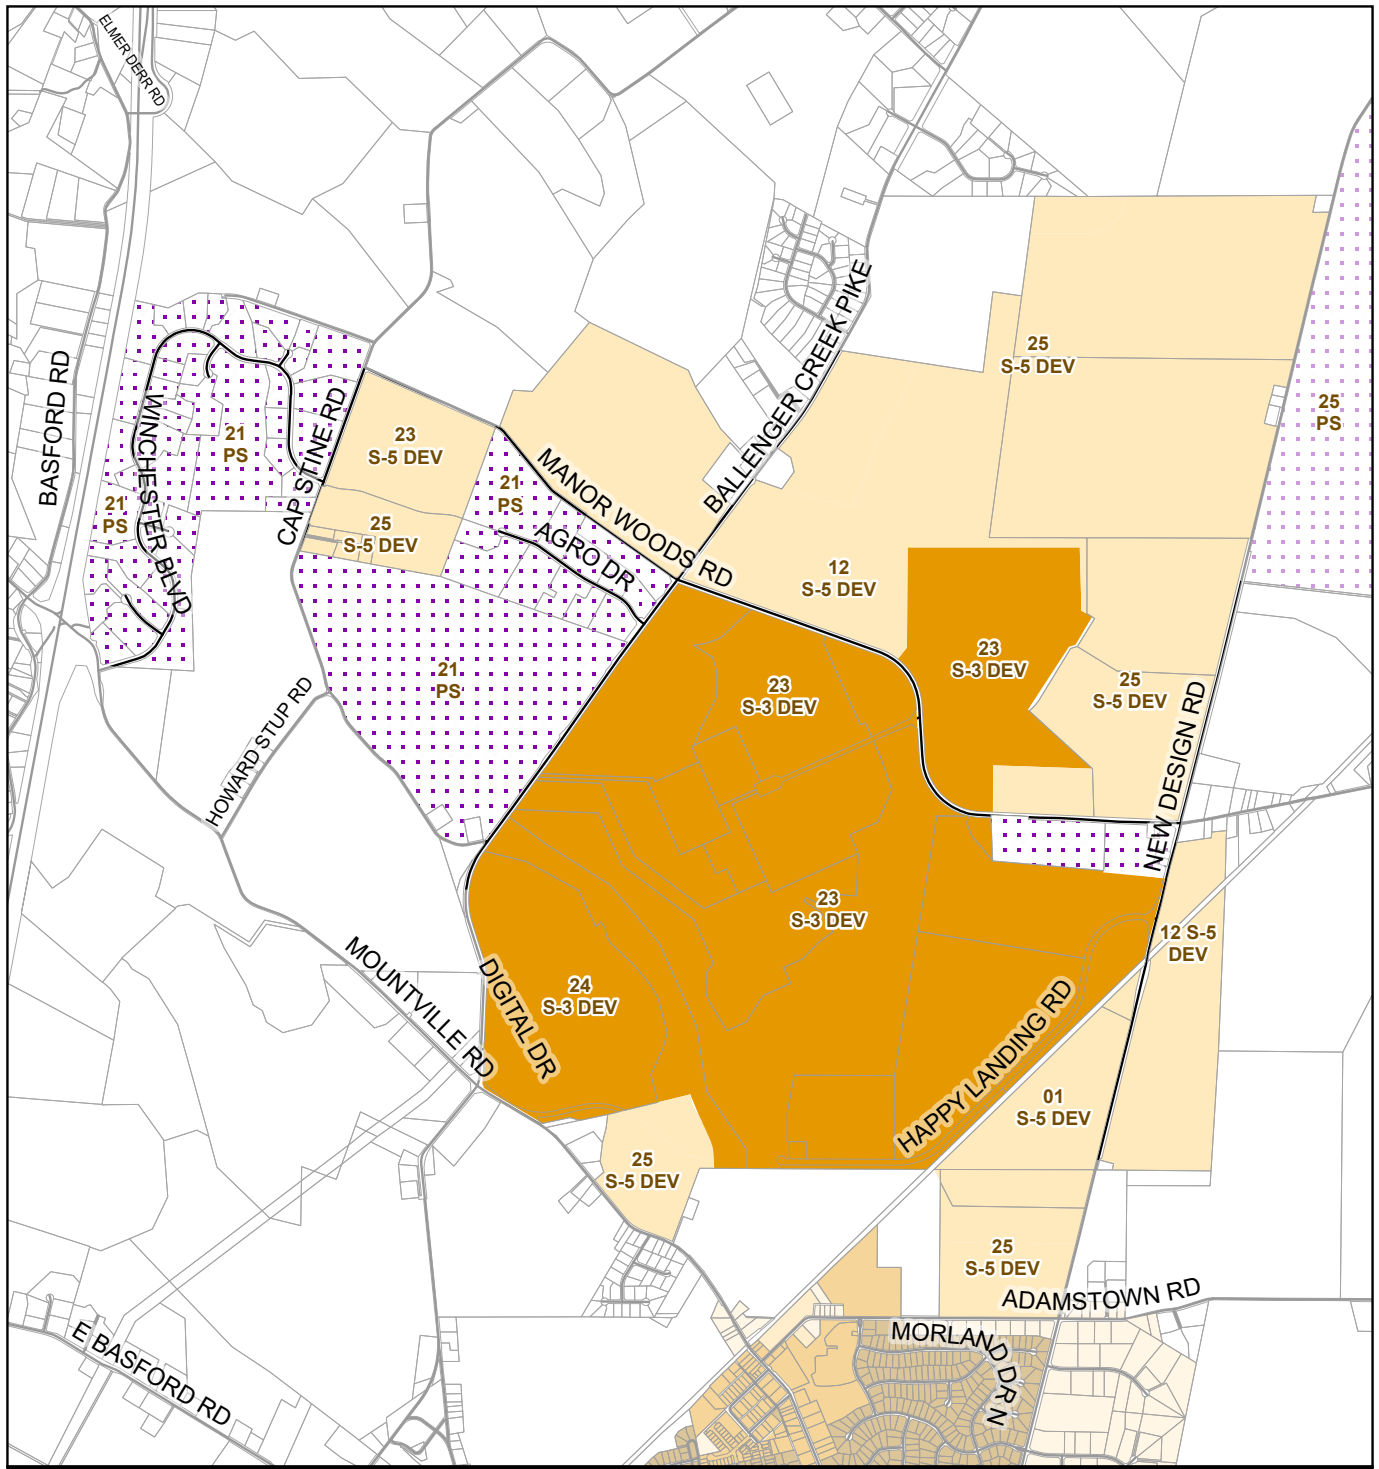 ELMER DERR RD
BASFORD RD
WINCHESTER BLVD
21
PS
21
PS
CAP STINE RD
23
S-5 DEV
25
S-5 DEV
21
PS
MANOR WOODS RD
AGRO DR
BALLENGER CREEK PIKE
25
S-5 DEV
25
PS
12
S-5 DEV
23
S-3 DEV
25
S-5 DEV
21
PS
23
S-3 DEV
HOWARD STUP RD
NEW DESIGN RD
23
S-3 DEV
12 S-5
DEV
MOUNTVILLE RD
DIGITAL DR
24
S-3 DEV
HAPPY LANDING RD
01
S-5 DEV
25
S-5 DEV
25
S-5 DEV
ADAMSTOWN RD
MORLAND DR N
E BASFORD RD